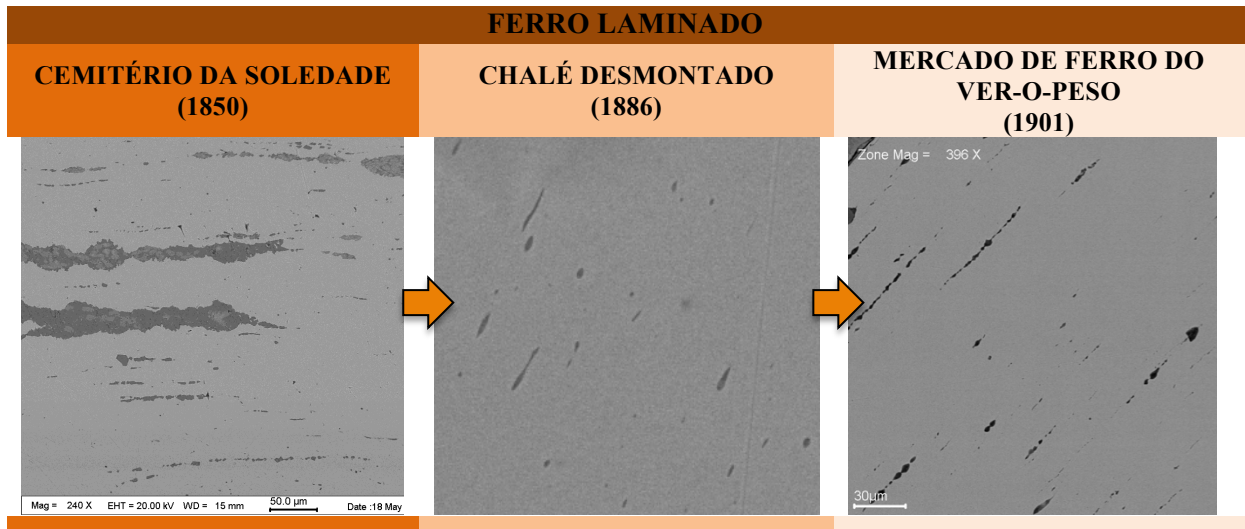 FERRO LAMINADO
CEMITÉRIO DA SOLEDADE
(1850)
CHALÉ DESMONTADO
(1886)
MERCADO DE FERRO DO
VER-O-PESO
(1901)
Zone Mag = 396 X
Mag = 240 X EHT = 20.00 kV WD = 15 mm 50.0 µm Date :18 May
30µm